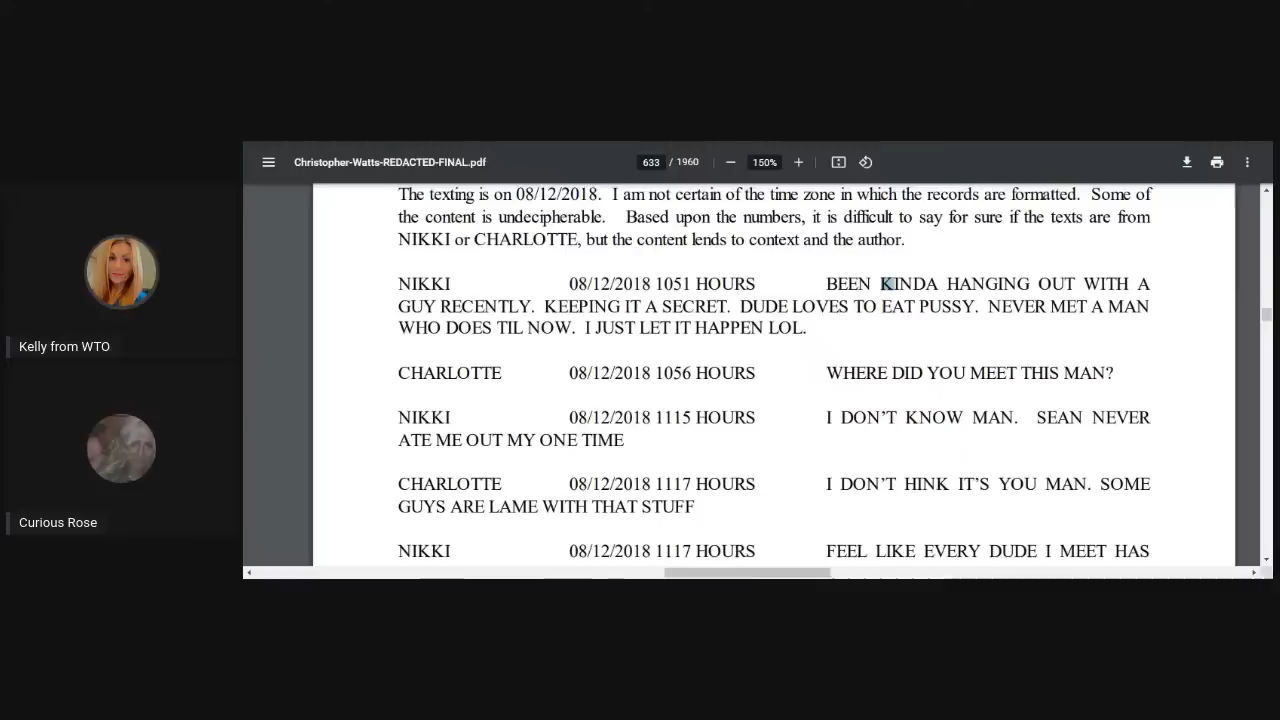 Christopher-Watts-REDACTED-FINAL.pdf 633 / 1960 150%
The texting is on 08/12/2018. I am not certain of the time zone in which the records are formatted. Some of
the content is undecipherable. Based upon the numbers, it is difficult to say for sure if the texts are from
NIKKI or CHARLOTTE, but the content lends to context and the author.
NIKKI 08/12/2018 1051 HOURS BEEN KINDA HANGING OUT WITH A
GUY RECENTLY. KEEPING IT A SECRET. DUDE LOVES TO EAT PUSSY. NEVER MET A MAN
WHO DOES TIL NOW. I JUST LET IT HAPPEN LOL.
CHARLOTTE 08/12/2018 1056 HOURS WHERE DID YOU MEET THIS MAN?
NIKKI 08/12/2018 1115 HOURS I DON'T KNOW MAN. SEAN NEVER
ATE ME OUT MY ONE TIME
CHARLOTTE 08/12/2018 1117 HOURS I DON'T HINK IT'S YOU MAN. SOME
GUYS ARE LAME WITH THAT STUFF
NIKKI 08/12/2018 1117 HOURS FEEL LIKE EVERY DUDE I MEET HAS
Kelly from WTO
Curious Rose